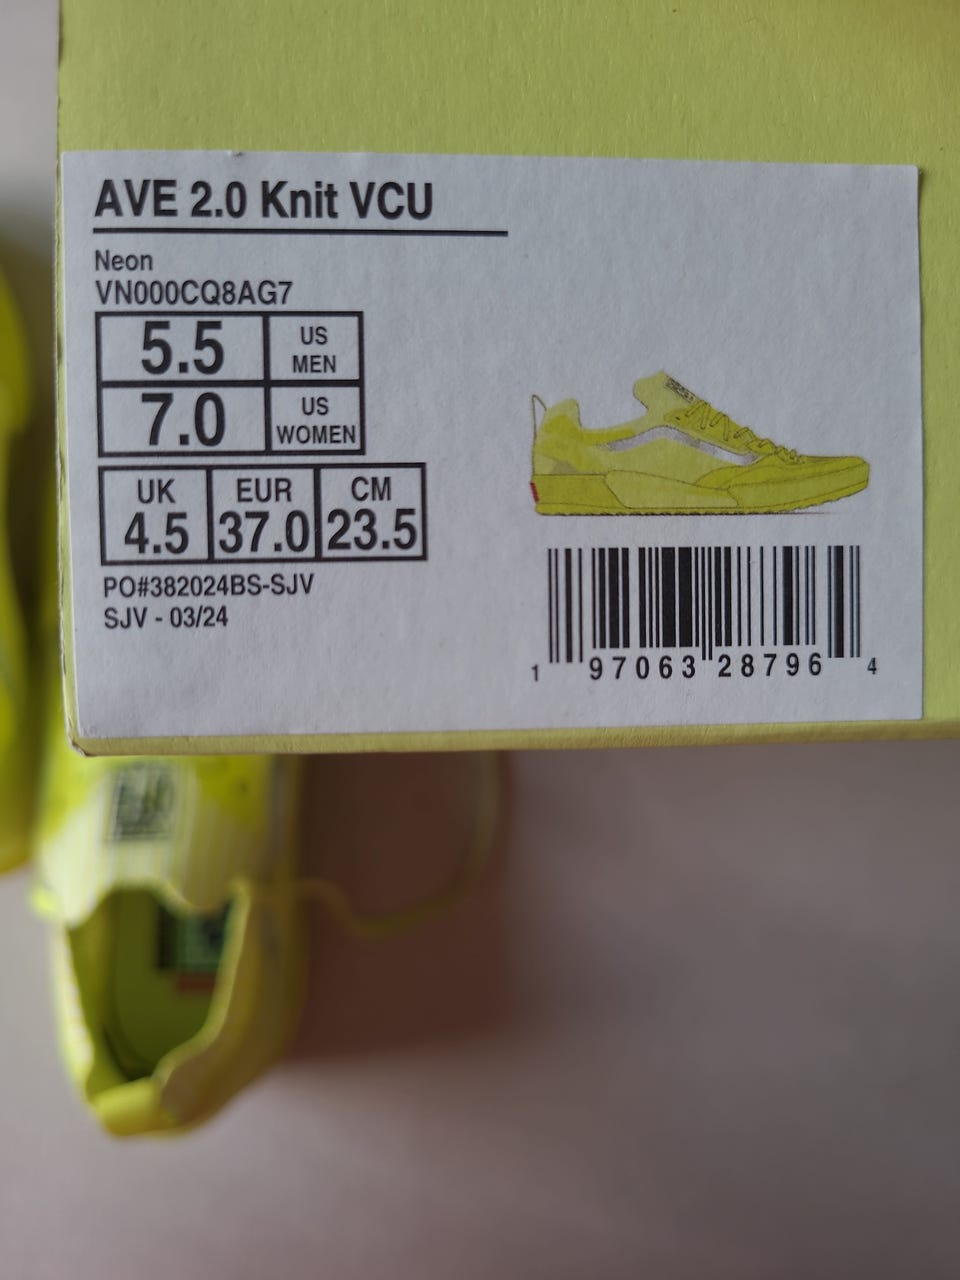 AVE 2.0 Knit VCU
Neon
VN000CQ8AG7
5.5 US MEN
7.0 US WOMEN
UK EUR CM
4.5 37.0 23.5
PO#382024BS-SJV
SJV - 03/24
1 97063 28796 4